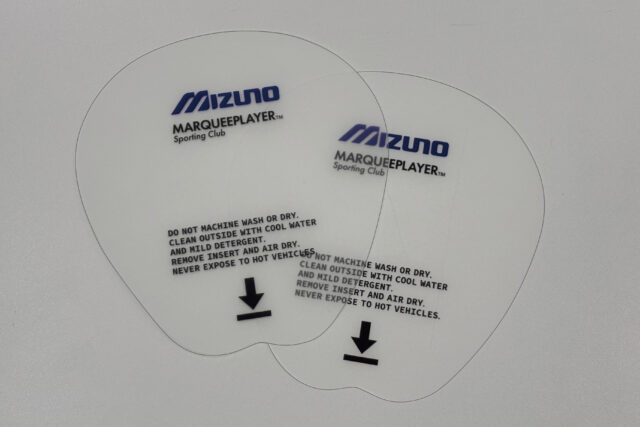 MIZUNO
MARQUEEPLAYER™
Sporting Club
DO NOT MACHINE WASH OR DRY.
CLEAN OUTSIDE WITH COOL WATER
AND MILD DETERGENT.
REMOVE INSERT AND AIR DRY.
NEVER EXPOSE TO HOT VEHICLES.
MIZUNO
MARQUEEPLAYER™
Sporting Club
DO NOT MACHINE WASH OR DRY.
CLEAN OUTSIDE WITH COOL WATER
AND MILD DETERGENT.
REMOVE INSERT AND AIR DRY.
NEVER EXPOSE TO HOT VEHICLES.